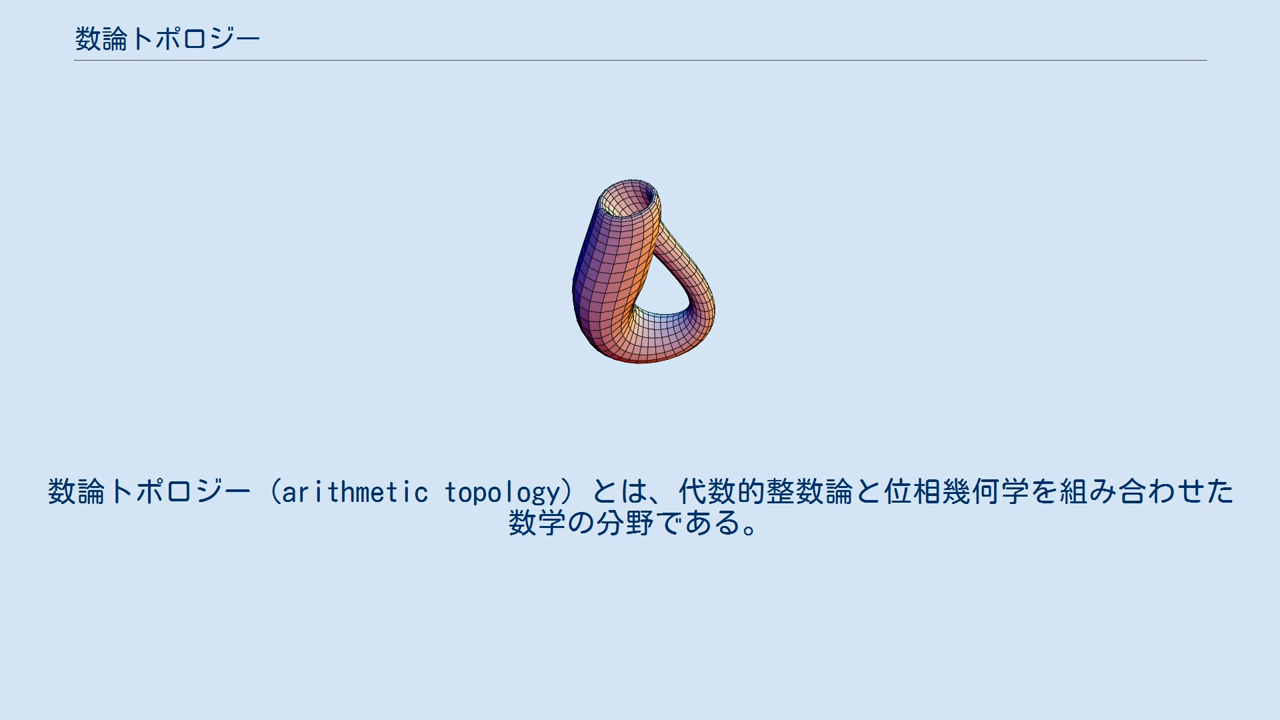 数論トポロジー
数論トポロジー（arithmetic topology）とは、代数的整数論と位相幾何学を組み合わせた
数学の分野である。